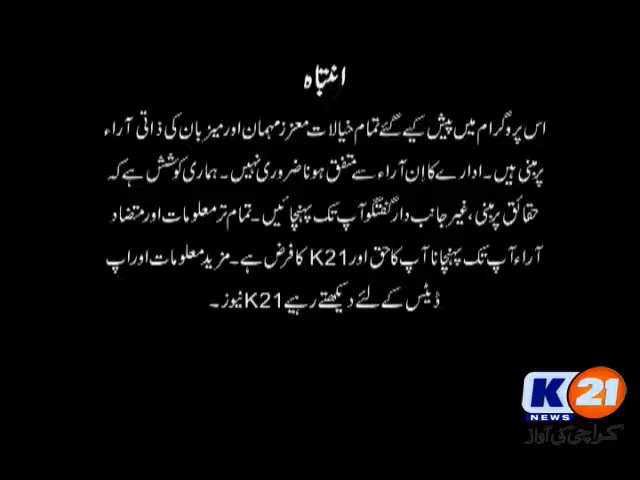 انتباہ
اس پروگرام میں پیش کیے گئے تمام خیالات معزز مہمان اور میزبان کی ذاتی آراء
پر مبنی ہیں۔ ادارے کا اِن آراء سے متفق ہونا ضروری نہیں۔ ہماری کوشش ہے کہ
حقائق پر مبنی، غیر جانب دار گفتگو آپ تک پہنچائیں۔ تمام تر معلومات اور متضاد
آراء آپ تک پہنچانا آپ کا حق اور K21 کا فرض ہے۔ مزید معلومات اور اپ
ڈیٹس کے لئے دیکھتے رہیے K21 نیوز۔
K 21
NEWS
کراچی کی آواز